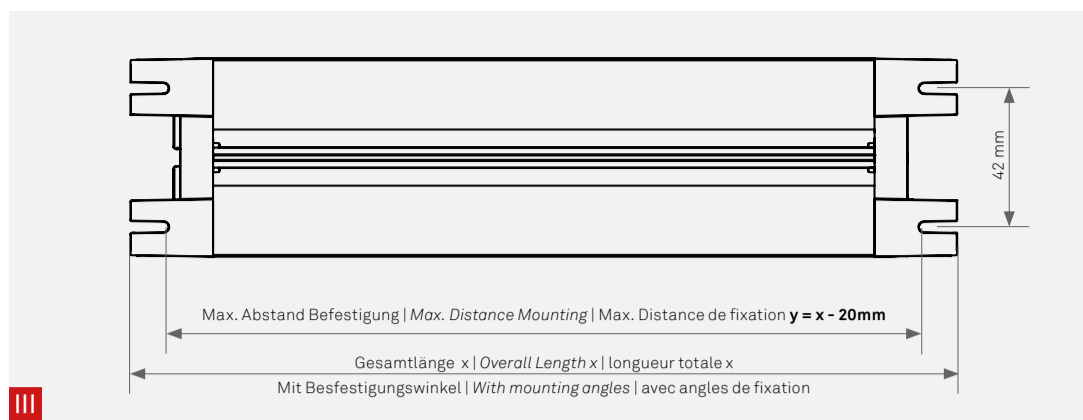 42 mm
Max. Abstand Befestigung | Max. Distance Mounting | Max. Distance de fixation y = x - 20mm
Gesamtlänge x | Overall Length x | longueur totale x
Mit Besfestigungswinkel | With mounting angles | avec angles de fixation
III